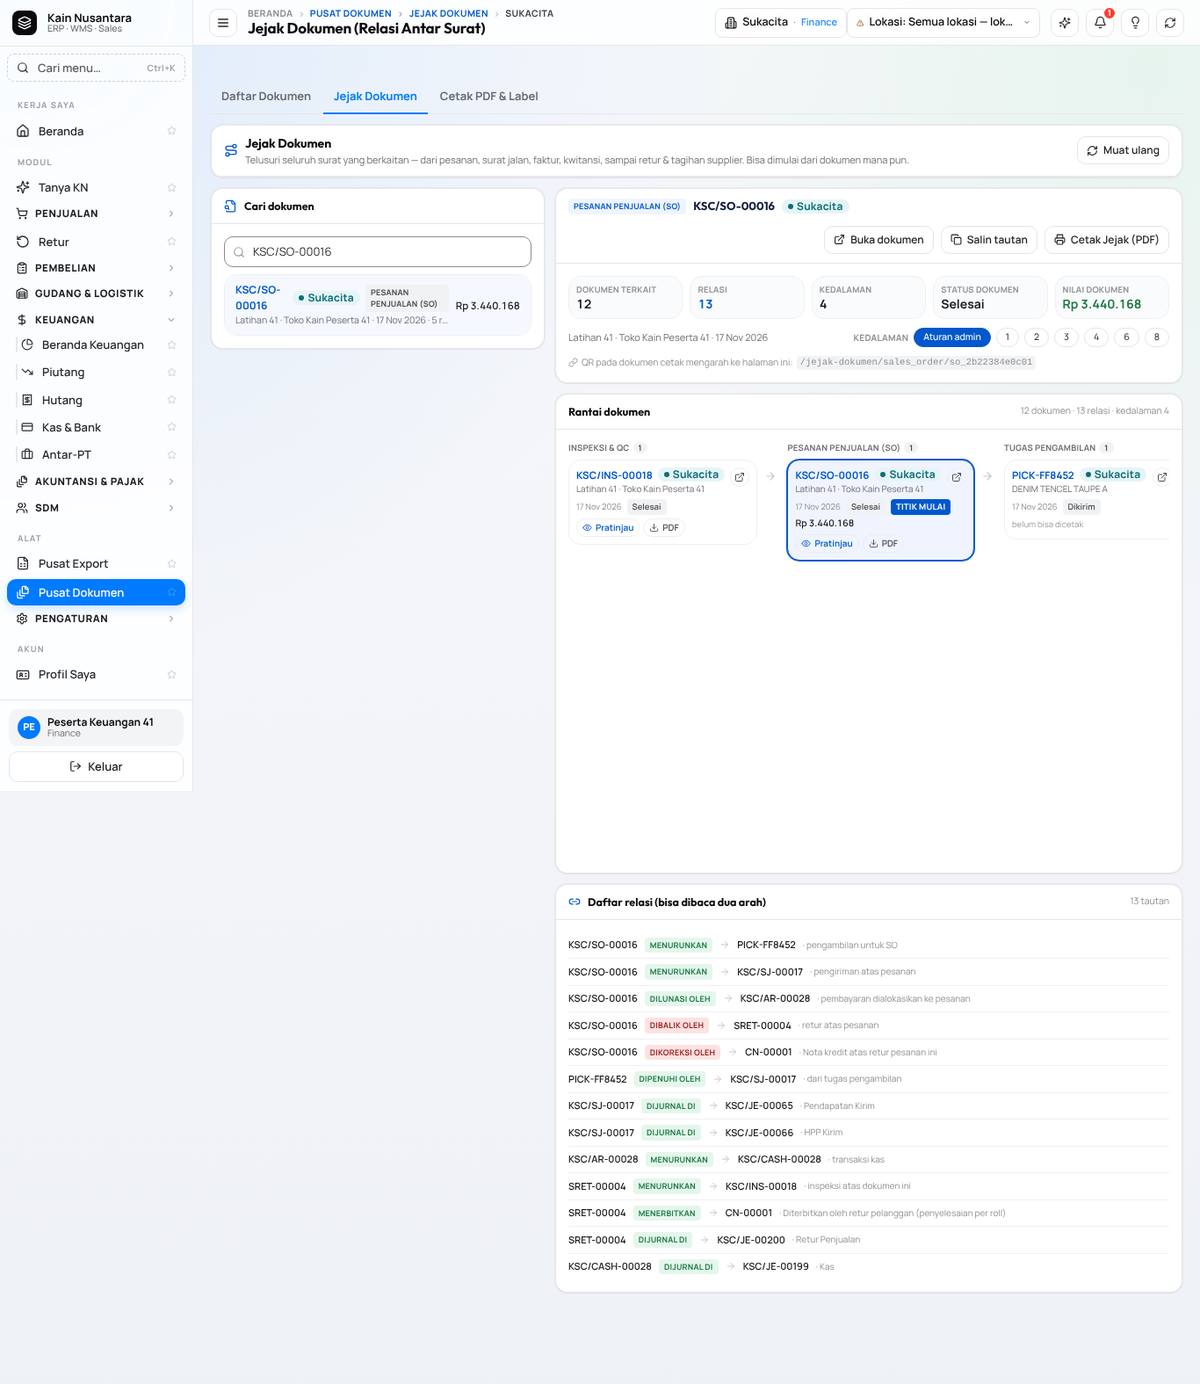 Kain Nusantara
ERP · WMS · Sales
Cari menu... Ctrl+K
KERJA SAYA
Beranda
MODUL
Tanya KN
PENJUALAN
Retur
PEMBELIAN
GUDANG & LOGISTIK
KEUANGAN
Beranda Keuangan
Piutang
Hutang
Kas & Bank
Antar-PT
AKUNTANSI & PAJAK
SDM
ALAT
Pusat Export
Pusat Dokumen
PENGATURAN
AKUN
Profil Saya
PE
Peserta Keuangan 41
Finance
Keluar
BERANDA › PUSAT DOKUMEN › JEJAK DOKUMEN › SUKACITA
Jejak Dokumen (Relasi Antar Surat)
Sukacita · Finance
Lokasi: Semua lokasi — lok...
1
Daftar Dokumen Jejak Dokumen Cetak PDF & Label
Jejak Dokumen
Telusuri seluruh surat yang berkaitan — dari pesanan, surat jalan, faktur, kwitansi, sampai retur & tagihan supplier. Bisa dimulai dari dokumen mana pun.
Muat ulang
Cari dokumen
KSC/SO-00016
KSC/SO-00016 Sukacita PESANAN PENJUALAN (SO) Rp 3.440.168
Latihan 41 · Toko Kain Peserta 41 · 17 Nov 2026 · 5 r...
PESANAN PENJUALAN (SO) KSC/SO-00016 Sukacita
Buka dokumen Salin tautan Cetak Jejak (PDF)
DOKUMEN TERKAIT
12
RELASI
13
KEDALAMAN
4
STATUS DOKUMEN
Selesai
NILAI DOKUMEN
Rp 3.440.168
Latihan 41 · Toko Kain Peserta 41 · 17 Nov 2026
KEDALAMAN Aturan admin 1 2 3 4 6 8
QR pada dokumen cetak mengarah ke halaman ini: /jejak-dokumen/sales_order/so_2b22384e0c01
Rantai dokumen 12 dokumen · 13 relasi · kedalaman 4
INSPEKSI & QC 1
KSC/INS-00018 Sukacita
Latihan 41 · Toko Kain Peserta 41
17 Nov 2026 Selesai
Pratinjau PDF
PESANAN PENJUALAN (SO) 1
KSC/SO-00016 Sukacita
Latihan 41 · Toko Kain Peserta 41
17 Nov 2026 Selesai TITIK MULAI
Rp 3.440.168
Pratinjau PDF
TUGAS PENGAMBILAN 1
PICK-FF8452 Sukacita
DENIM TENCEL TAUPE A
17 Nov 2026 Dikirim
belum bisa dicetak
Daftar relasi (bisa dibaca dua arah) 13 tautan
KSC/SO-00016 MENURUNKAN → PICK-FF8452 · pengambilan untuk SO
KSC/SO-00016 MENURUNKAN → KSC/SJ-00017 · pengiriman atas pesanan
KSC/SO-00016 DILUNASI OLEH → KSC/AR-00028 · pembayaran dialokasikan ke pesanan
KSC/SO-00016 DIBALIK OLEH → SRET-00004 · retur atas pesanan
KSC/SO-00016 DIKOREKSI OLEH → CN-00001 · Nota kredit atas retur pesanan ini
PICK-FF8452 DIPENUHI OLEH → KSC/SJ-00017 · dari tugas pengambilan
KSC/SJ-00017 DIJURNAL DI → KSC/JE-00065 · Pendapatan Kirim
KSC/SJ-00017 DIJURNAL DI → KSC/JE-00066 · HPP Kirim
KSC/AR-00028 MENURUNKAN → KSC/CASH-00028 · transaksi kas
SRET-00004 MENURUNKAN → KSC/INS-00018 · inspeksi atas dokumen ini
SRET-00004 MENERBITKAN → CN-00001 · Diterbitkan oleh retur pelanggan (penyelesaian per roll)
SRET-00004 DIJURNAL DI → KSC/JE-00200 · Retur Penjualan
KSC/CASH-00028 DIJURNAL DI → KSC/JE-00199 · Kas